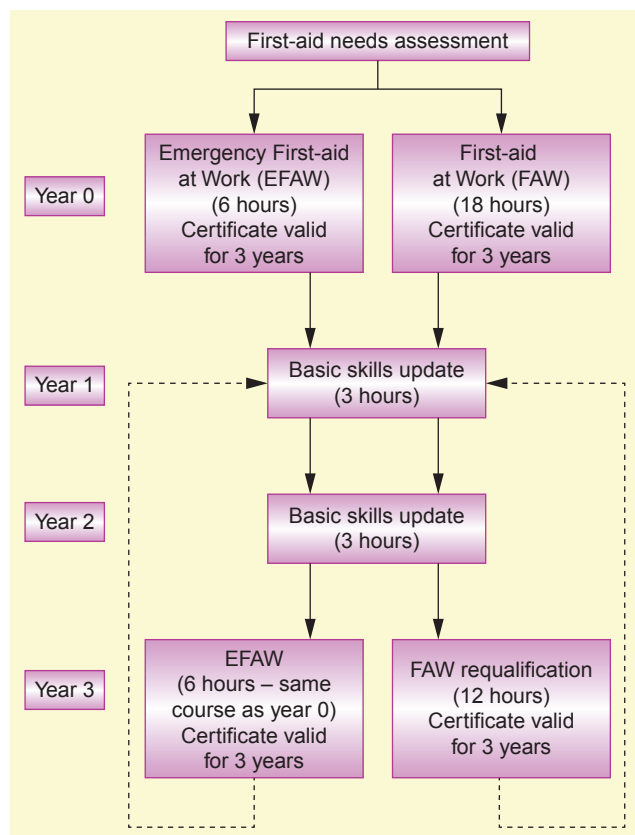 First-aid needs assessment
Year 0
Emergency First-aid
at Work (EFAW)
(6 hours)
Certificate valid
for 3 years
First-aid
at Work (FAW)
(18 hours)
Certificate valid
for 3 years
Year 1
Basic skills update
(3 hours)
Year 2
Basic skills update
(3 hours)
Year 3
EFAW
(6 hours – same
course as year 0)
Certificate valid
for 3 years
FAW requalification
(12 hours)
Certificate valid
for 3 years